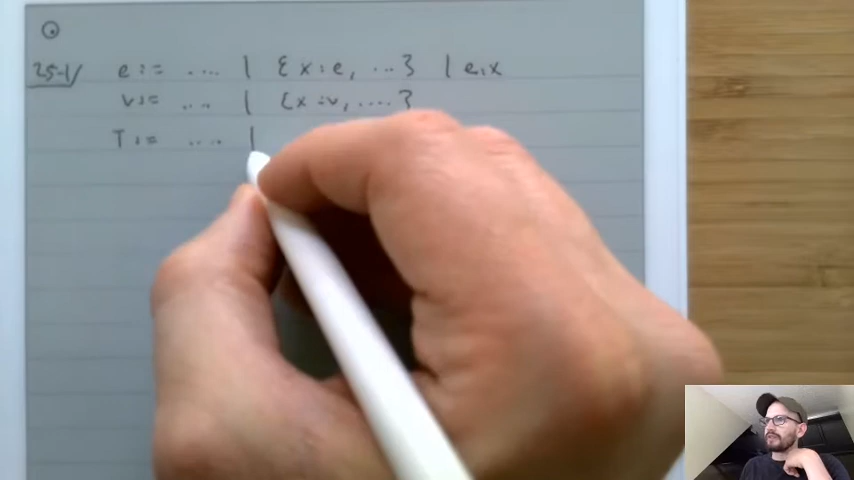 25-1/ e:= .... | {x:e, ...} | e.x
v:= .... | {x:v, ....}
T:= .... |